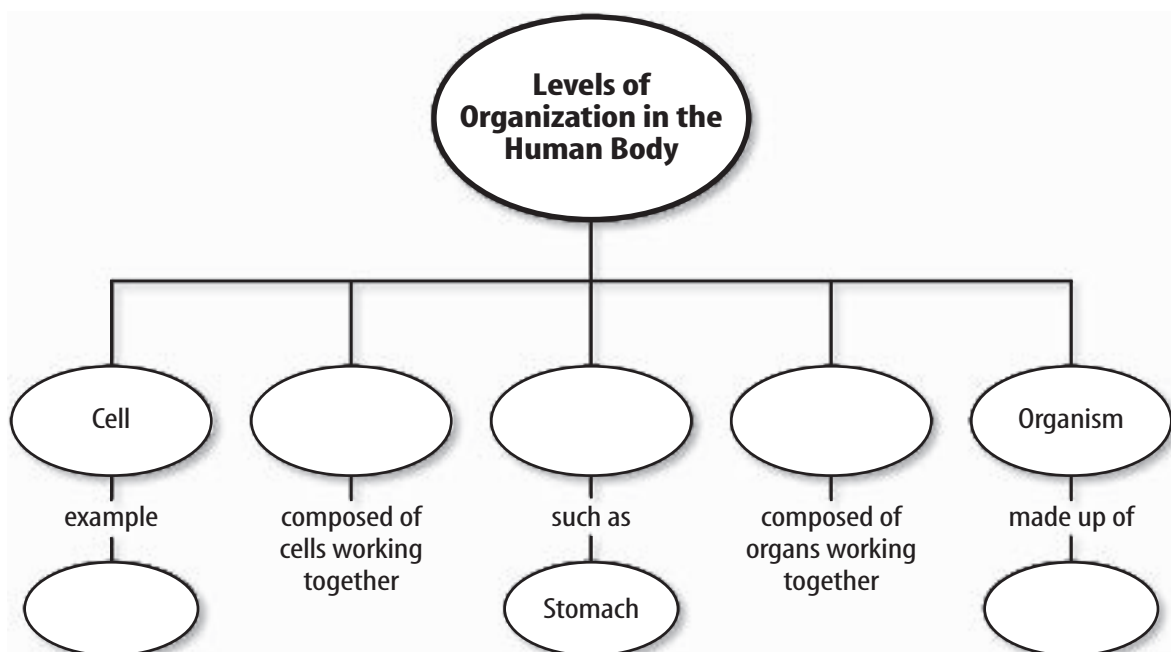 Levels of
Organization in the
Human Body
Cell
Organism
example
composed of
cells working
together
such as
composed of
organs working
together
made up of
Stomach